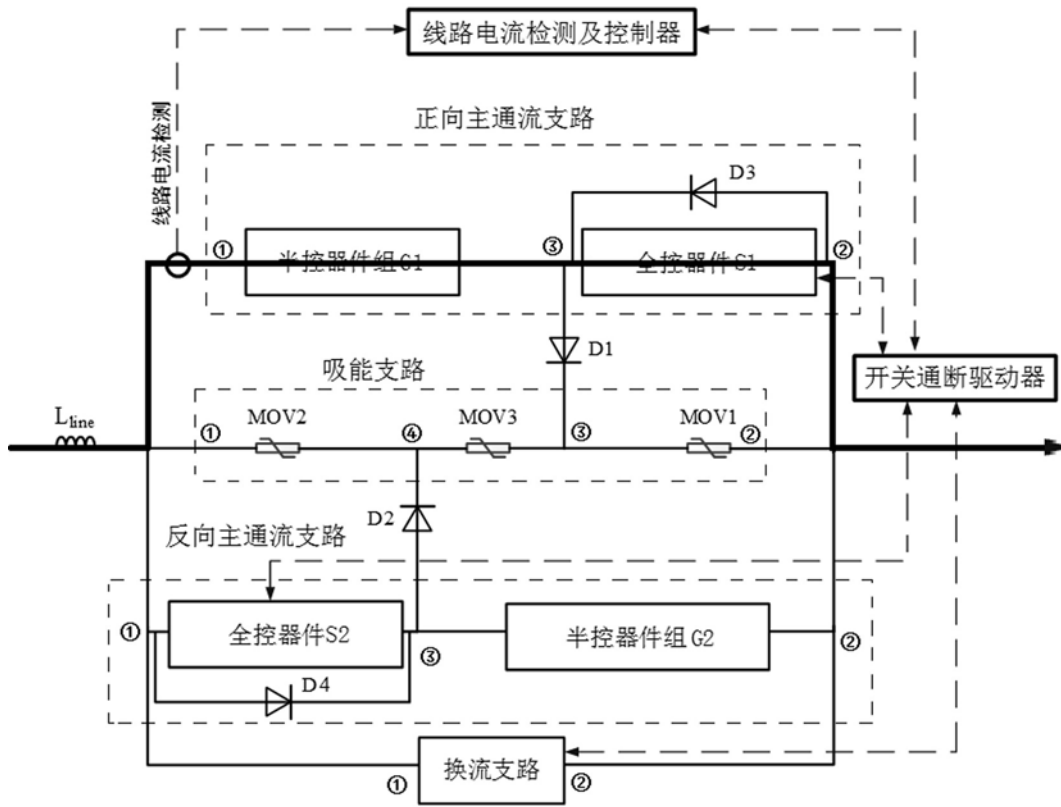 线路电流检测及控制器
线路电流检测
正向主通流支路
D3
①
半控器件组G1
③
全控器件S1
②
D1
吸能支路
开关通断驱动器
Lline
①
MOV2
④
MOV3
③
MOV1
②
D2
反向主通流支路
①
全控器件S2
③
半控器件组G2
②
D4
①
换流支路
②